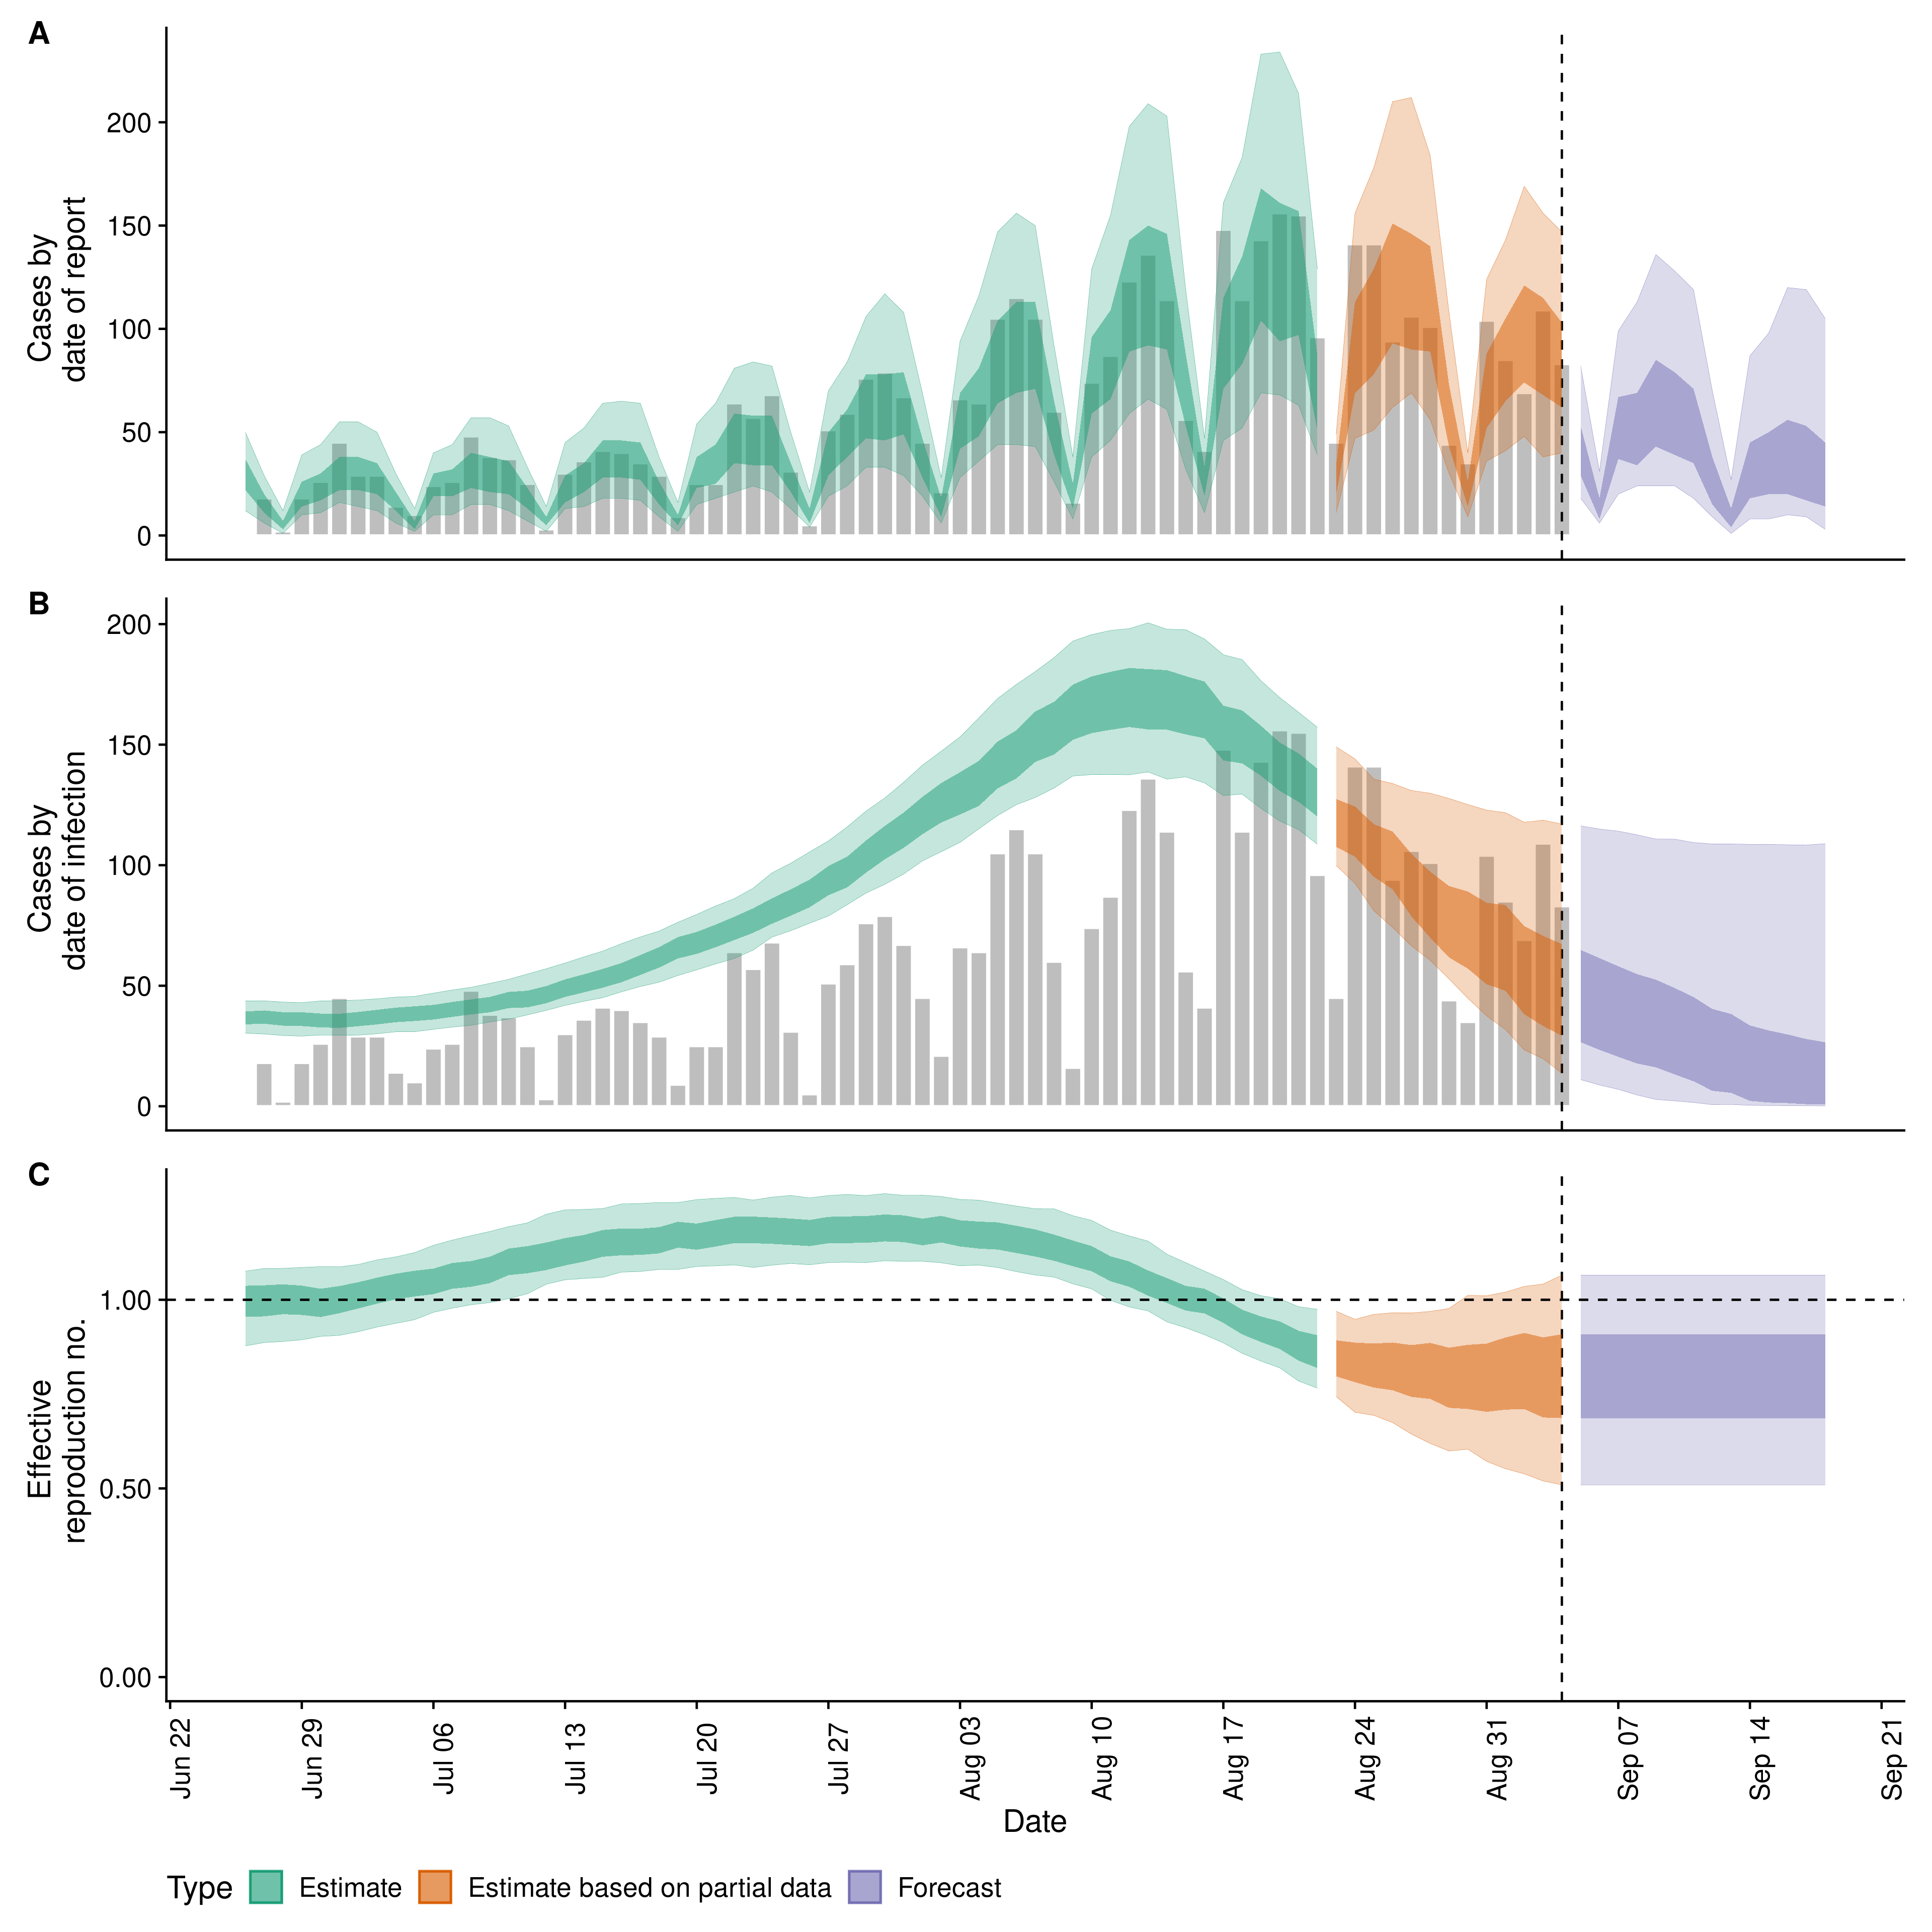 A
Cases by
date of report
200
150
100
50
0
B
Cases by
date of infection
200
150
100
50
0
C
Effective
reproduction no.
1.00
0.50
0.00
Jun 22
Jun 29
Jul 06
Jul 13
Jul 20
Jul 27
Aug 03
Aug 10
Aug 17
Aug 24
Aug 31
Sep 07
Sep 14
Sep 21
Date
Type Estimate Estimate based on partial data Forecast